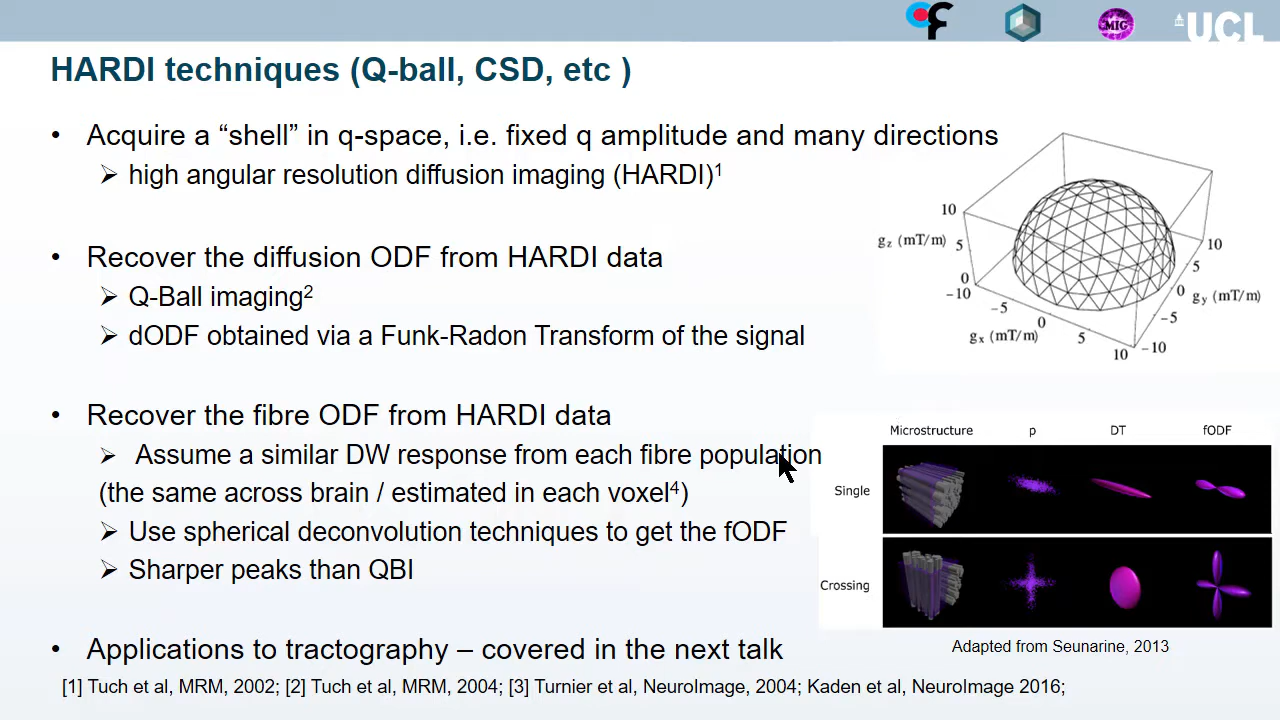 CF
MIG
UCL
HARDI techniques (Q-ball, CSD, etc )
• Acquire a “shell” in q-space, i.e. fixed q amplitude and many directions
➢ high angular resolution diffusion imaging (HARDI)1
• Recover the diffusion ODF from HARDI data
➢ Q-Ball imaging2
➢ dODF obtained via a Funk-Radon Transform of the signal
• Recover the fibre ODF from HARDI data
➢ Assume a similar DW response from each fibre population
(the same across brain / estimated in each voxel4)
➢ Use spherical deconvolution techniques to get the fODF
➢ Sharper peaks than QBI
• Applications to tractography – covered in the next talk
[1] Tuch et al, MRM, 2002; [2] Tuch et al, MRM, 2004; [3] Turnier et al, NeuroImage, 2004; Kaden et al, NeuroImage 2016;
10
gz (mT/m) 5
0
−10
−5
0
gx (mT/m)
5
10
−10
−5
0
gy (mT/m)
5
10
Microstructure p DT fODF
Single
Crossing
Adapted from Seunarine, 2013